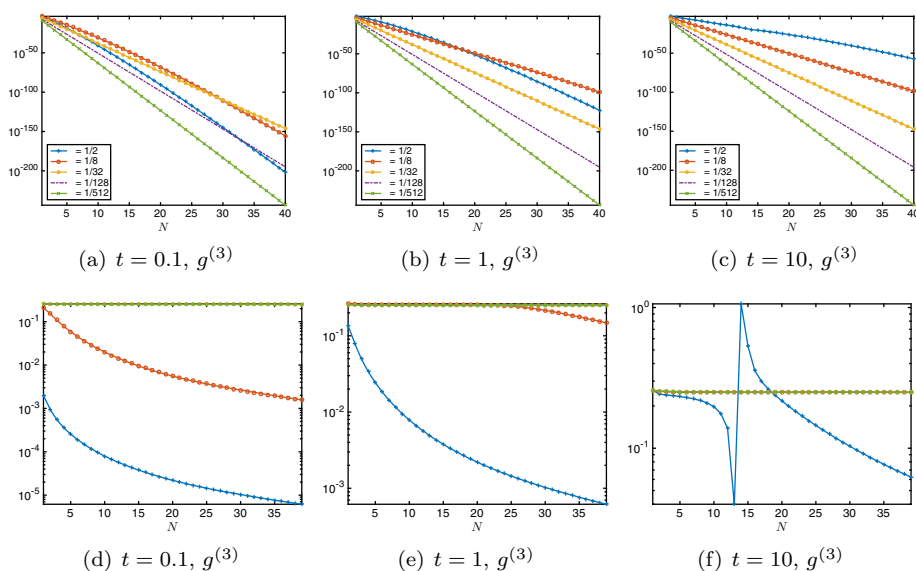 10^-50
10^-100
10^-150
10^-200
= 1/2
= 1/8
= 1/32
= 1/128
= 1/512
5 10 15 20 25 30 35 40
N
(a) t = 0.1, g^(3)
10^-50
10^-100
10^-150
10^-200
= 1/2
= 1/8
= 1/32
= 1/128
= 1/512
5 10 15 20 25 30 35 40
N
(b) t = 1, g^(3)
10^-50
10^-100
10^-150
10^-200
= 1/2
= 1/8
= 1/32
= 1/128
= 1/512
5 10 15 20 25 30 35 40
N
(c) t = 10, g^(3)
10^-1
10^-2
10^-3
10^-4
10^-5
5 10 15 20 25 30 35
N
(d) t = 0.1, g^(3)
10^-1
10^-2
10^-3
5 10 15 20 25 30 35
N
(e) t = 1, g^(3)
10^0
10^-1
5 10 15 20 25 30 35
N
(f) t = 10, g^(3)